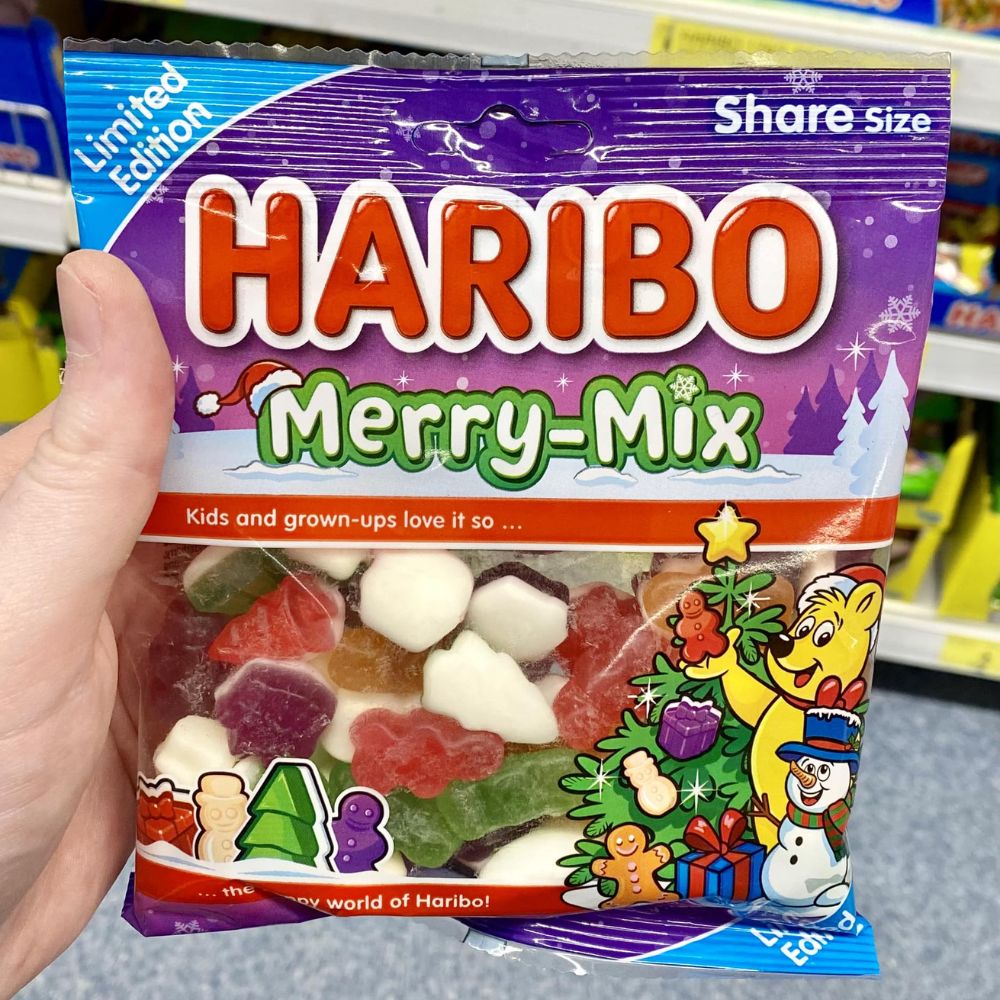 Limited
Edition
Share Size
HARIBO
Merry-Mix
Kids and grown-ups love it so ...
... the world of Haribo!